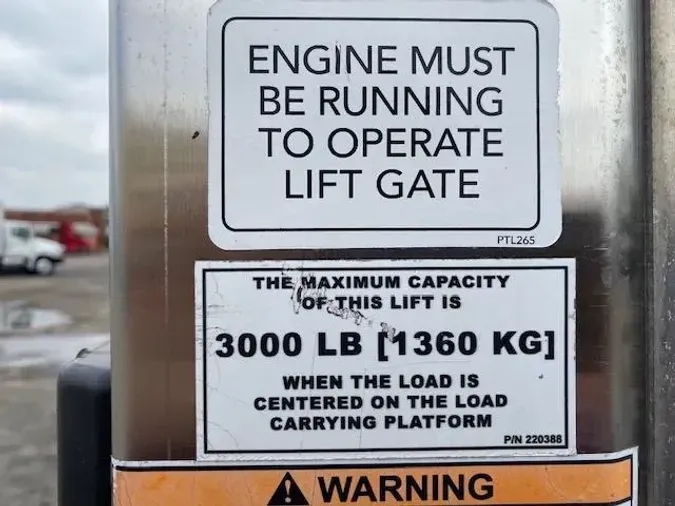 ENGINE MUST
BE RUNNING
TO OPERATE
LIFT GATE
PTL265
THE MAXIMUM CAPACITY
OF THIS LIFT IS
3000 LB [1360 KG]
WHEN THE LOAD IS
CENTERED ON THE LOAD
CARRYING PLATFORM
P/N 220388
WARNING